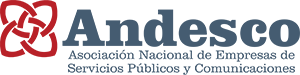 Andesco
Asociación Nacional de Empresas de
Servicios Públicos y Comunicaciones